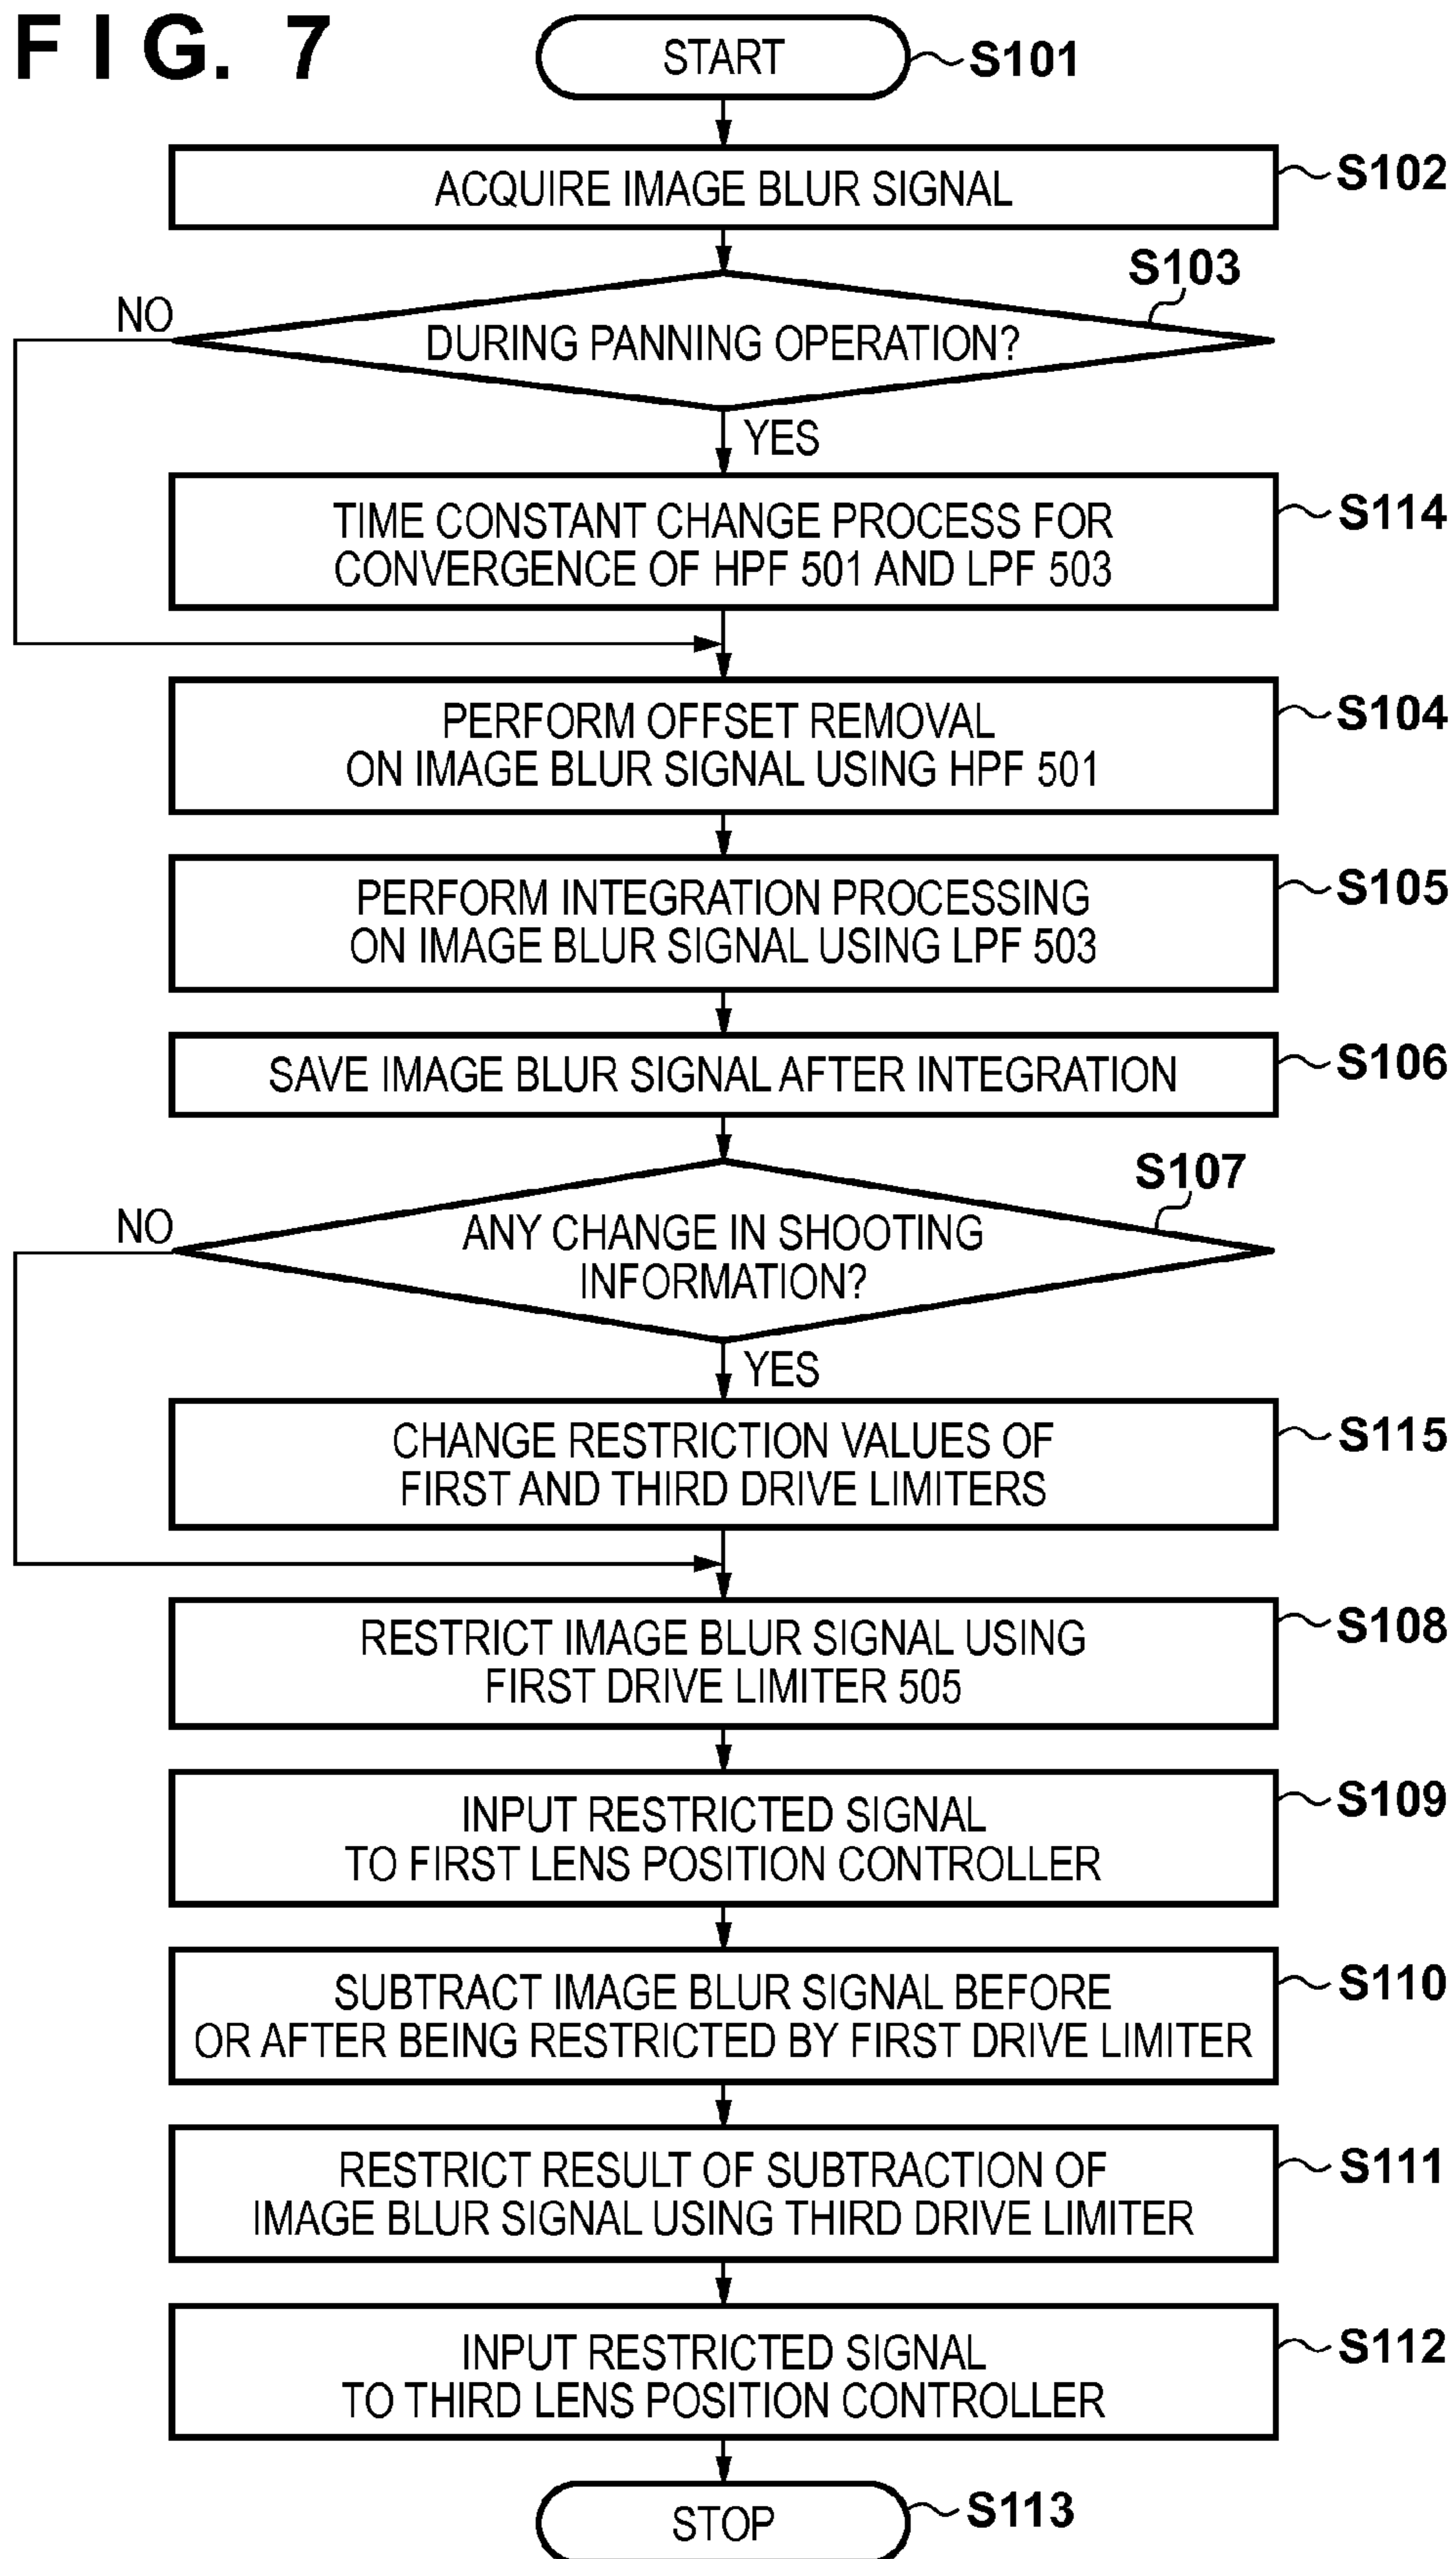 FIG. 7
START
S101
ACQUIRE IMAGE BLUR SIGNAL
S102
S103
NO
DURING PANNING OPERATION?
YES
TIME CONSTANT CHANGE PROCESS FOR
CONVERGENCE OF HPF 501 AND LPF 503
S114
PERFORM OFFSET REMOVAL
ON IMAGE BLUR SIGNAL USING HPF 501
S104
PERFORM INTEGRATION PROCESSING
ON IMAGE BLUR SIGNAL USING LPF 503
S105
SAVE IMAGE BLUR SIGNAL AFTER INTEGRATION
S106
S107
NO
ANY CHANGE IN SHOOTING
INFORMATION?
YES
CHANGE RESTRICTION VALUES OF
FIRST AND THIRD DRIVE LIMITERS
S115
RESTRICT IMAGE BLUR SIGNAL USING
FIRST DRIVE LIMITER 505
S108
INPUT RESTRICTED SIGNAL
TO FIRST LENS POSITION CONTROLLER
S109
SUBTRACT IMAGE BLUR SIGNAL BEFORE
OR AFTER BEING RESTRICTED BY FIRST DRIVE LIMITER
S110
RESTRICT RESULT OF SUBTRACTION OF
IMAGE BLUR SIGNAL USING THIRD DRIVE LIMITER
S111
INPUT RESTRICTED SIGNAL
TO THIRD LENS POSITION CONTROLLER
S112
STOP
S113